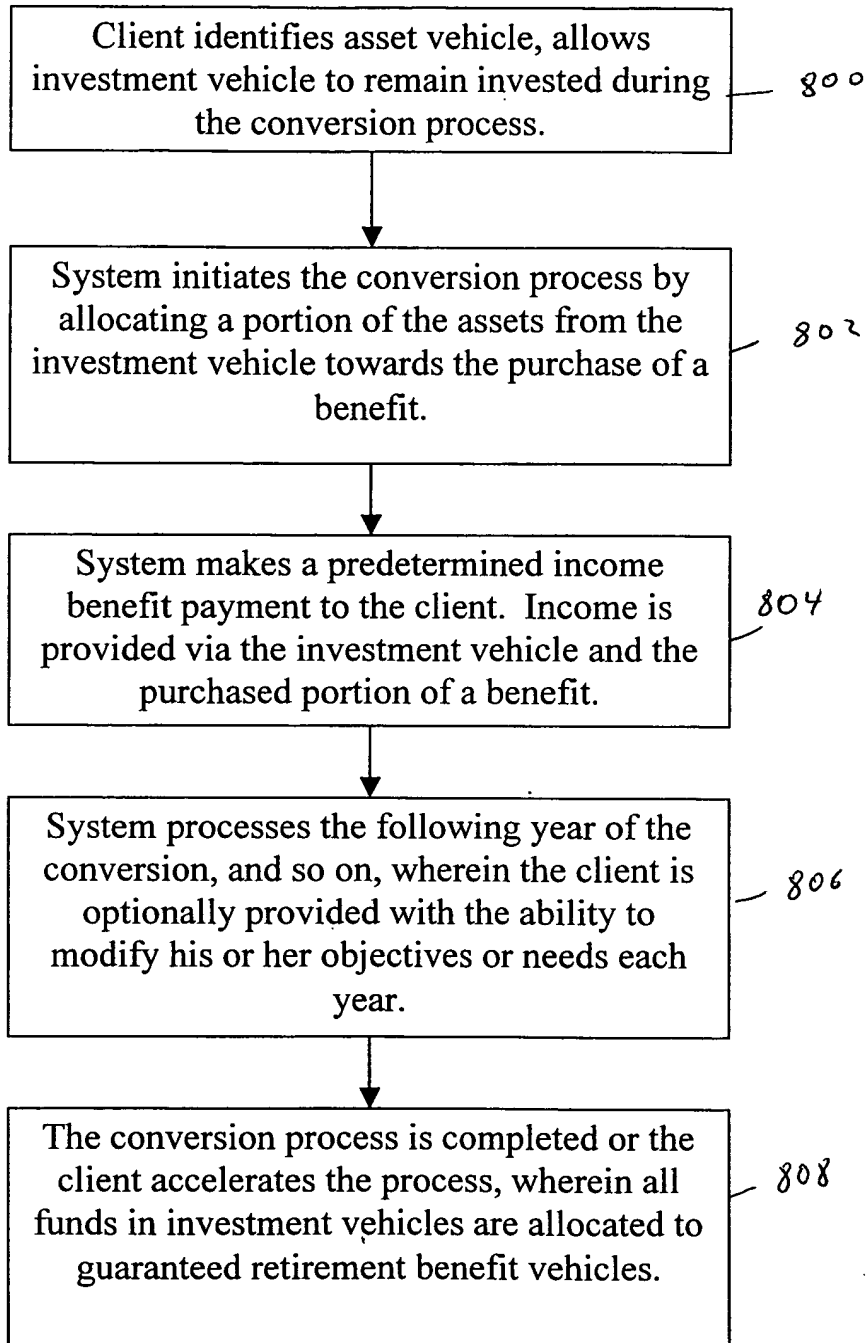 Client identifies asset vehicle, allows
investment vehicle to remain invested during
the conversion process.
800
System initiates the conversion process by
allocating a portion of the assets from the
investment vehicle towards the purchase of a
benefit.
802
System makes a predetermined income
benefit payment to the client. Income is
provided via the investment vehicle and the
purchased portion of a benefit.
804
System processes the following year of the
conversion, and so on, wherein the client is
optionally provided with the ability to
modify his or her objectives or needs each
year.
806
The conversion process is completed or the
client accelerates the process, wherein all
funds in investment vehicles are allocated to
guaranteed retirement benefit vehicles.
808